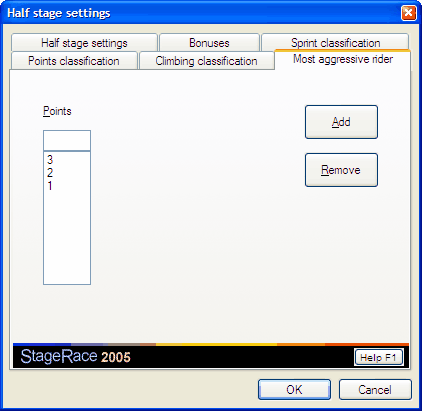 Half stage settings
Half stage settings Bonuses Sprint classification
Points classification Climbing classification Most aggressive rider
Points
Add
3
2
Remove
1
StageRace 2005 Help F1
OK Cancel